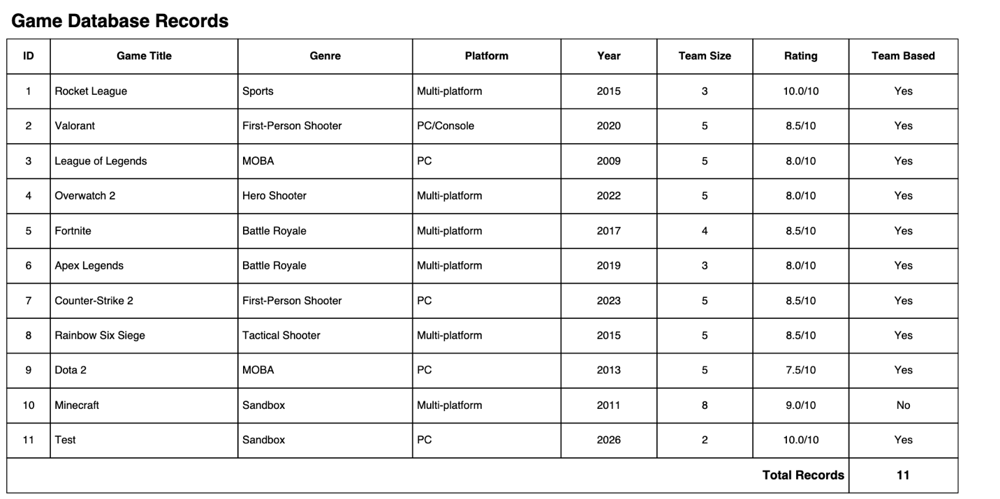 Game Database Records
ID Game Title Genre Platform Year Team Size Rating Team Based
1 Rocket League Sports Multi-platform 2015 3 10.0/10 Yes
2 Valorant First-Person Shooter PC/Console 2020 5 8.5/10 Yes
3 League of Legends MOBA PC 2009 5 8.0/10 Yes
4 Overwatch 2 Hero Shooter Multi-platform 2022 5 8.0/10 Yes
5 Fortnite Battle Royale Multi-platform 2017 4 8.5/10 Yes
6 Apex Legends Battle Royale Multi-platform 2019 3 8.0/10 Yes
7 Counter-Strike 2 First-Person Shooter PC 2023 5 8.5/10 Yes
8 Rainbow Six Siege Tactical Shooter Multi-platform 2015 5 8.5/10 Yes
9 Dota 2 MOBA PC 2013 5 7.5/10 Yes
10 Minecraft Sandbox Multi-platform 2011 8 9.0/10 No
11 Test Sandbox PC 2026 2 10.0/10 Yes
Total Records 11